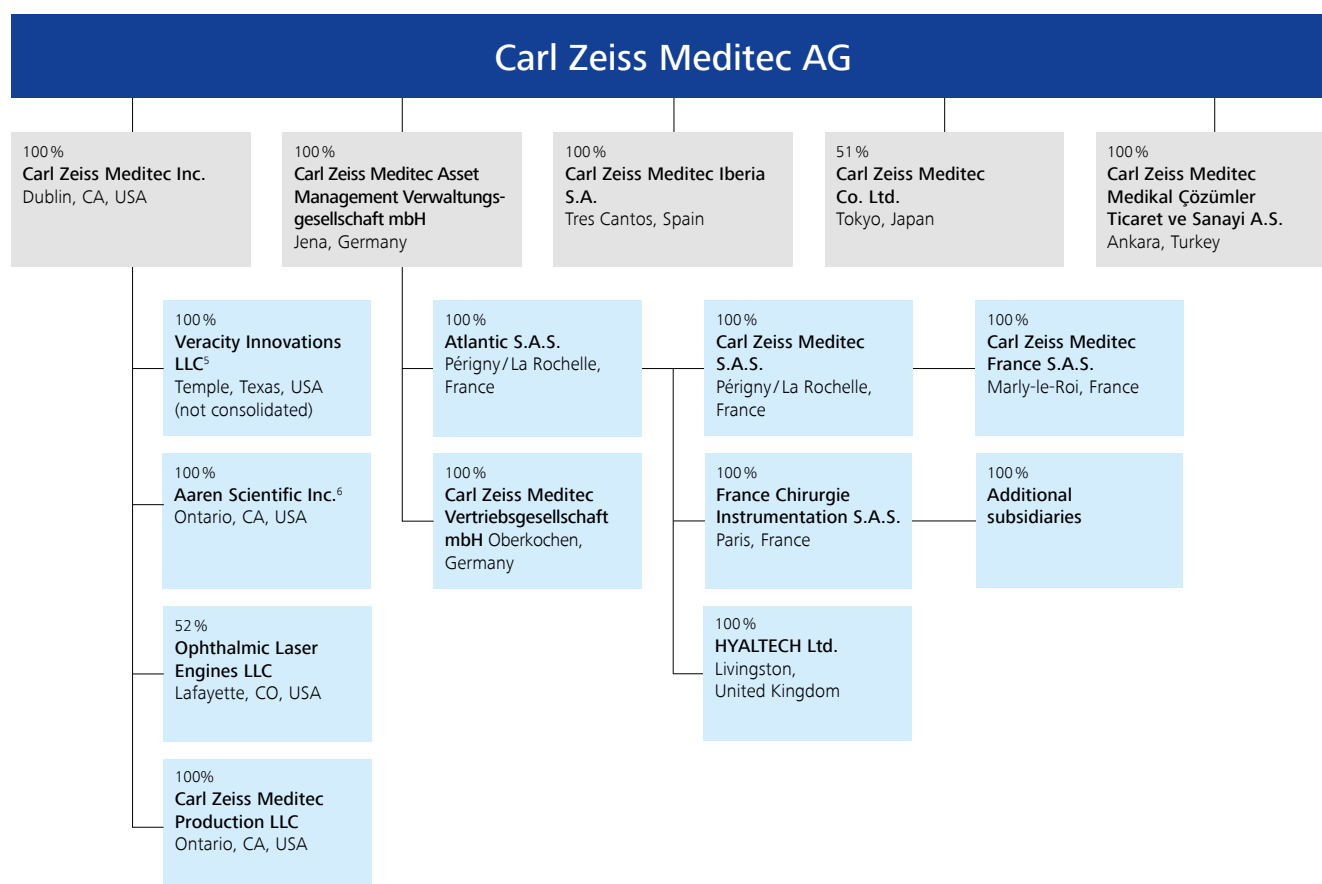 Carl Zeiss Meditec AG
100 %
Carl Zeiss Meditec Inc.
Dublin, CA, USA
100 %
Carl Zeiss Meditec Asset
Management Verwaltungs-
gesellschaft mbH
Jena, Germany
100 %
Carl Zeiss Meditec Iberia
S.A.
Tres Cantos, Spain
51 %
Carl Zeiss Meditec
Co. Ltd.
Tokyo, Japan
100 %
Carl Zeiss Meditec
Medikal Çözümler
Ticaret ve Sanayi A.S.
Ankara, Turkey
100 %
Veracity Innovations
LLC⁵
Temple, Texas, USA
(not consolidated)
100 %
Atlantic S.A.S.
Périgny / La Rochelle,
France
100 %
Carl Zeiss Meditec
S.A.S.
Périgny / La Rochelle,
France
100 %
Carl Zeiss Meditec
France S.A.S.
Marly-le-Roi, France
100 %
Aaren Scientific Inc.⁶
Ontario, CA, USA
100 %
Carl Zeiss Meditec
Vertriebsgesellschaft
mbH Oberkochen,
Germany
100 %
France Chirurgie
Instrumentation S.A.S.
Paris, France
100 %
Additional
subsidiaries
52 %
Ophthalmic Laser
Engines LLC
Lafayette, CO, USA
100 %
HYALTECH Ltd.
Livingston,
United Kingdom
100%
Carl Zeiss Meditec
Production LLC
Ontario, CA, USA